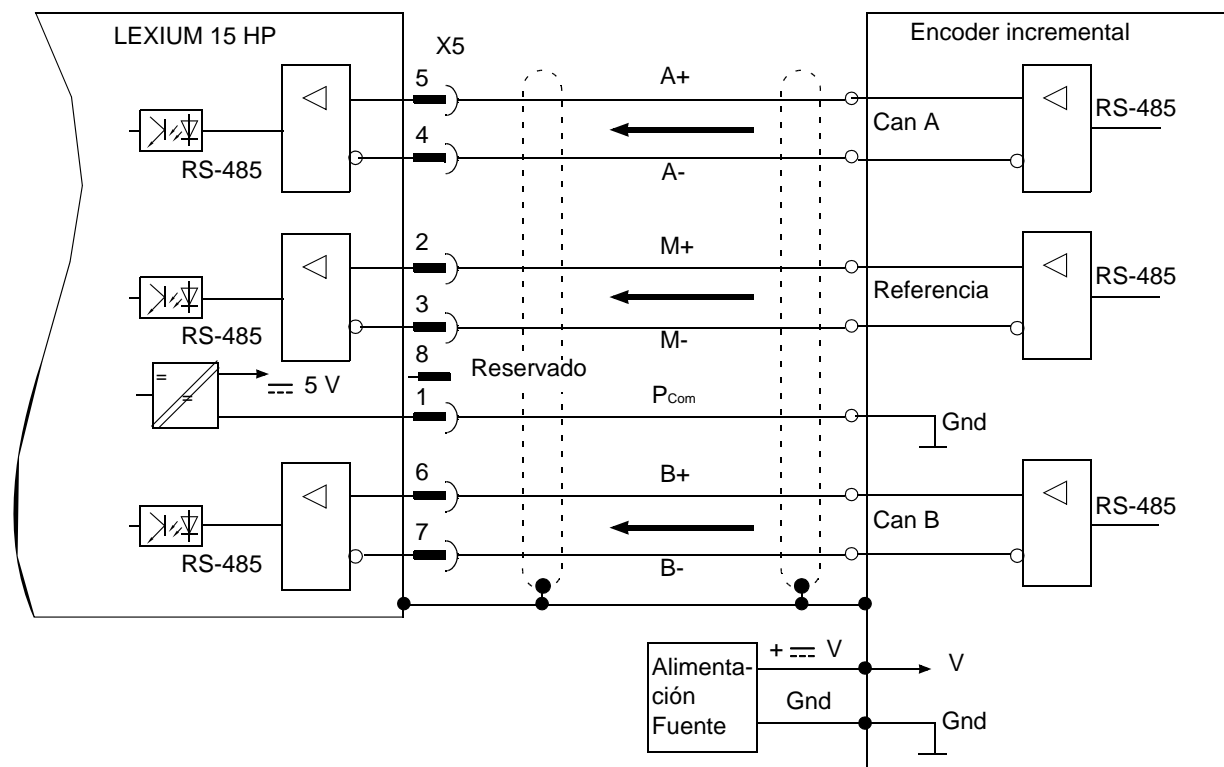 LEXIUM 15 HP
X5
Encoder incremental
5
A+
RS-485
Can A
4
RS-485
A-
2
M+
RS-485
Referencia
3
RS-485
M-
8
Reservado
= =
5 V
1
PCom
Gnd
6
B+
RS-485
Can B
7
RS-485
B-
+ V
V
Alimenta-
ción
Fuente
Gnd
Gnd